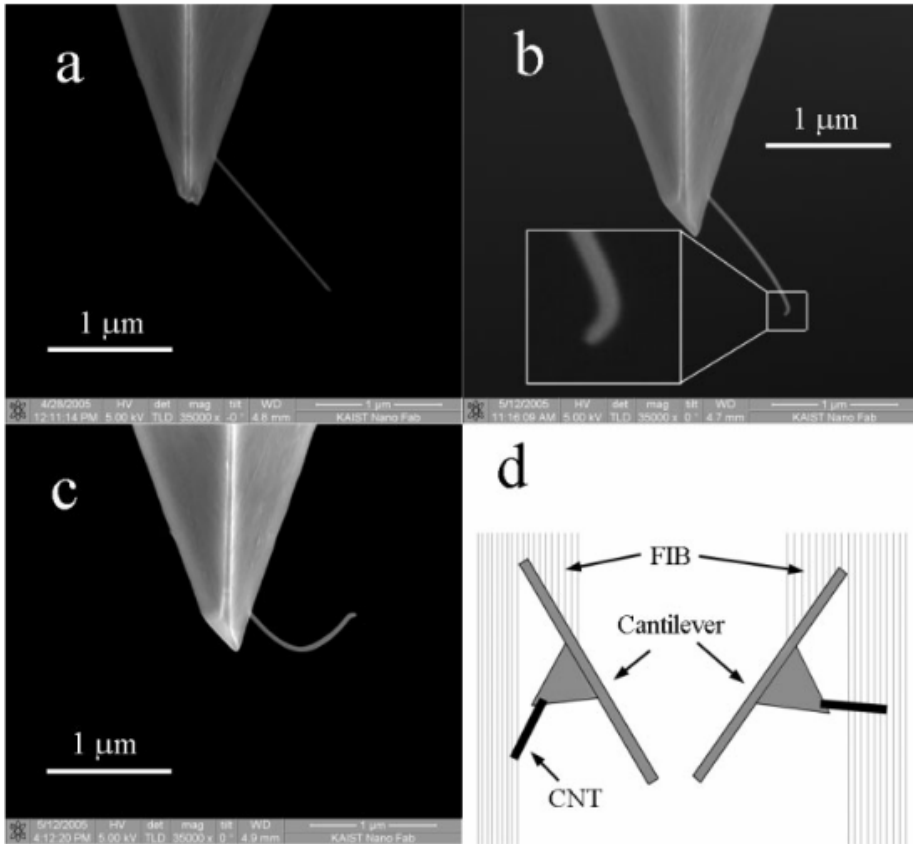 a
1 μm
4/28/2005 HV det mag tilt WD 1 μm
12:11:14 PM 5.00 kV TLD 35000 x -0 ° 4.8 mm KAIST Nano Fab
b
1 μm
5/12/2005 HV det mag tilt WD 1 μm
11:16:09 AM 5.00 kV TLD 35000 x 0 ° 4.7 mm KAIST Nano Fab
c
1 μm
5/12/2005 HV det mag tilt WD 1 μm
4:12:20 PM 5.00 kV TLD 35000 x 0 ° 4.9 mm KAIST Nano Fab
d
FIB
Cantilever
CNT